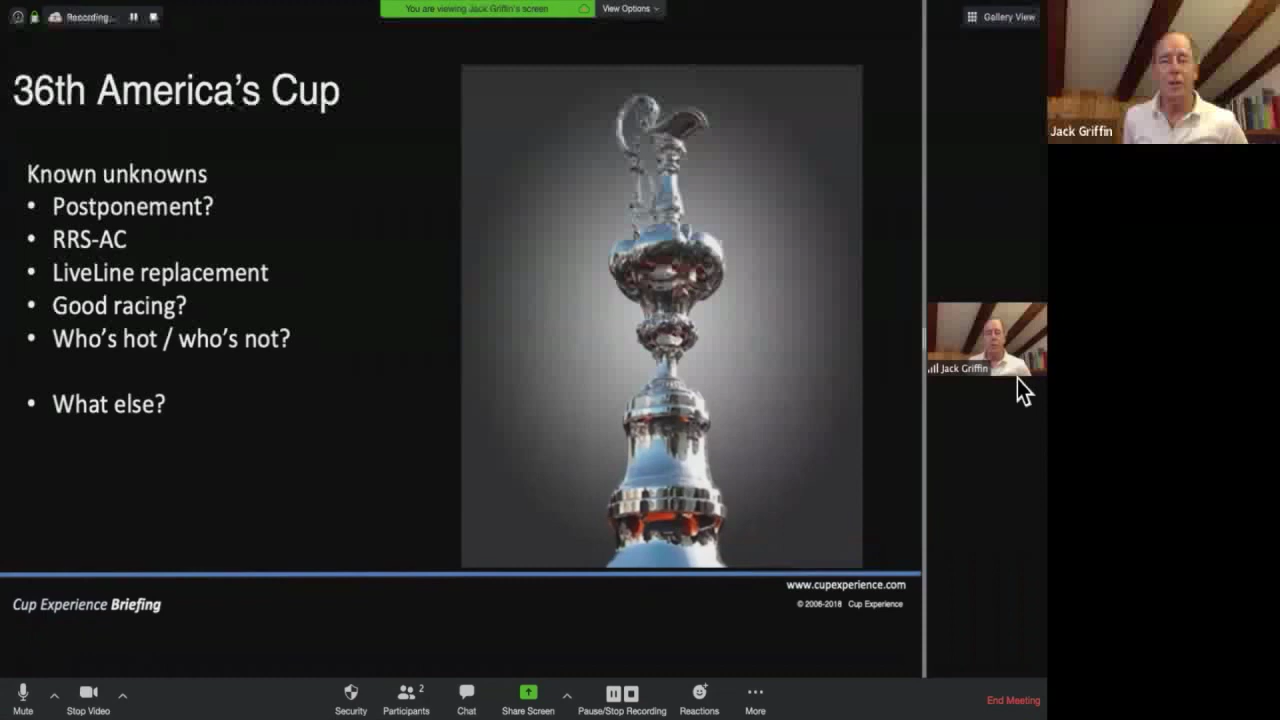 Recording...
You are viewing Jack Griffin's screen
View Options
Gallery View
36th America's Cup
Known unknowns
• Postponement?
• RRS-AC
• LiveLine replacement
• Good racing?
• Who's hot / who's not?
• What else?
Jack Griffin
Jack Griffin
www.cupexperience.com
© 2006-2018 Cup Experience
Cup Experience Briefing
Mute
Stop Video
Security
Participants
2
Chat
Share Screen
Pause/Stop Recording
Reactions
More
End Meeting